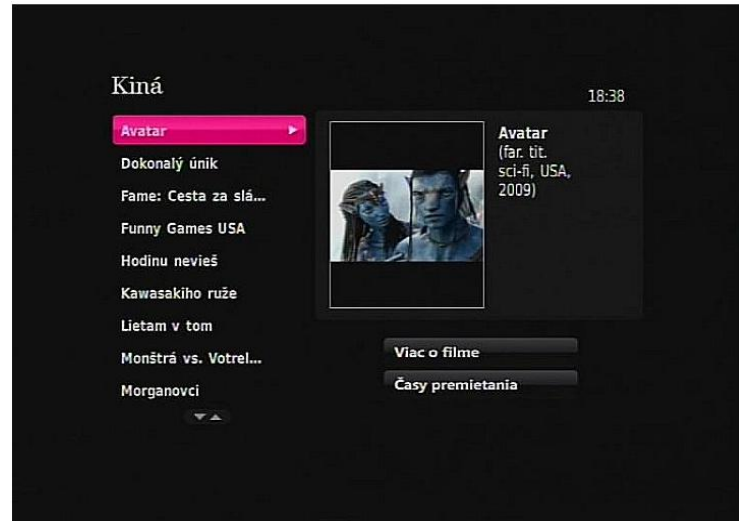 Kiná
18:38
Avatar
Dokonalý únik
Fame: Cesta za slá...
Funny Games USA
Hodinu nevieš
Kawasakiho ruže
Lietam v tom
Monštrá vs. Votrel...
Morganovci
Avatar
(far. tit.
sci-fi, USA,
2009)
Viac o filme
Časy premietania